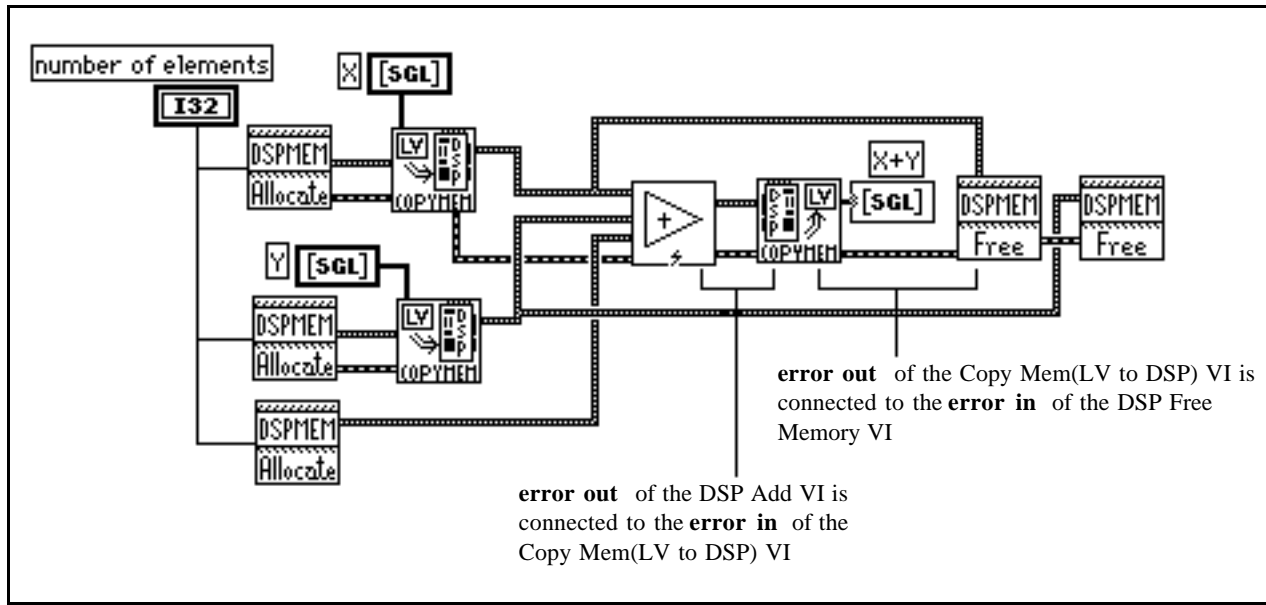 number of elements
I32
X [SGL]
DSPMEM
Allocate
LV DSP
COPYMEM
Y [SGL]
DSPMEM
Allocate
LV DSP
COPYMEM
DSPMEM
Allocate
+
DSP LV
COPYMEM
X+Y
[SGL]
DSPMEM
Free
DSPMEM
Free
error out of the Copy Mem(LV to DSP) VI is
connected to the error in of the DSP Free
Memory VI
error out of the DSP Add VI is
connected to the error in of the
Copy Mem(LV to DSP) VI